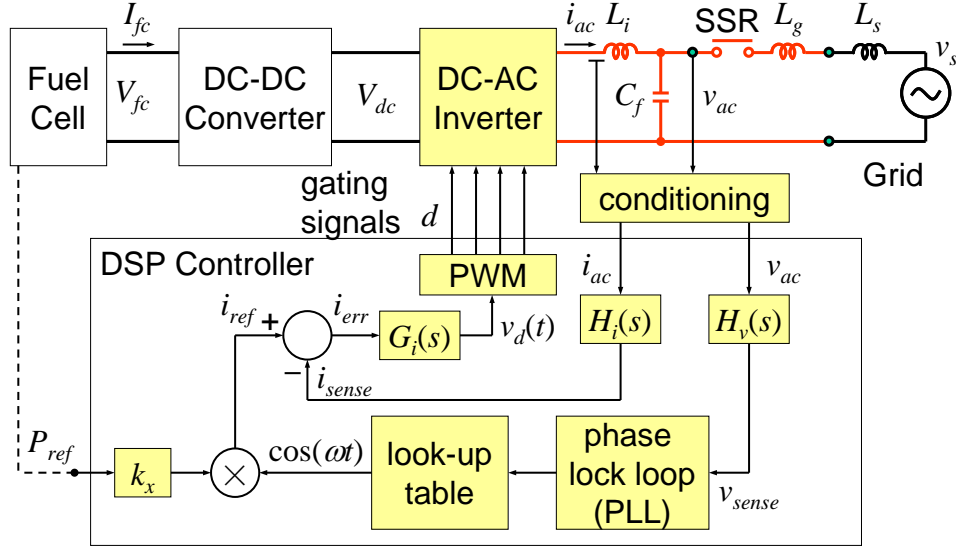 I_fc
i_ac
L_i
SSR
L_g
L_s
v_s
Fuel
Cell
V_fc
DC-DC
Converter
V_dc
DC-AC
Inverter
C_f
v_ac
Grid
gating
signals
d
conditioning
DSP Controller
PWM
i_ac
v_ac
i_ref
+
i_err
G_i(s)
v_d(t)
H_i(s)
H_v(s)
−
i_sense
P_ref
k_x
×
cos(ωt)
look-up
table
phase
lock loop
(PLL)
v_sense